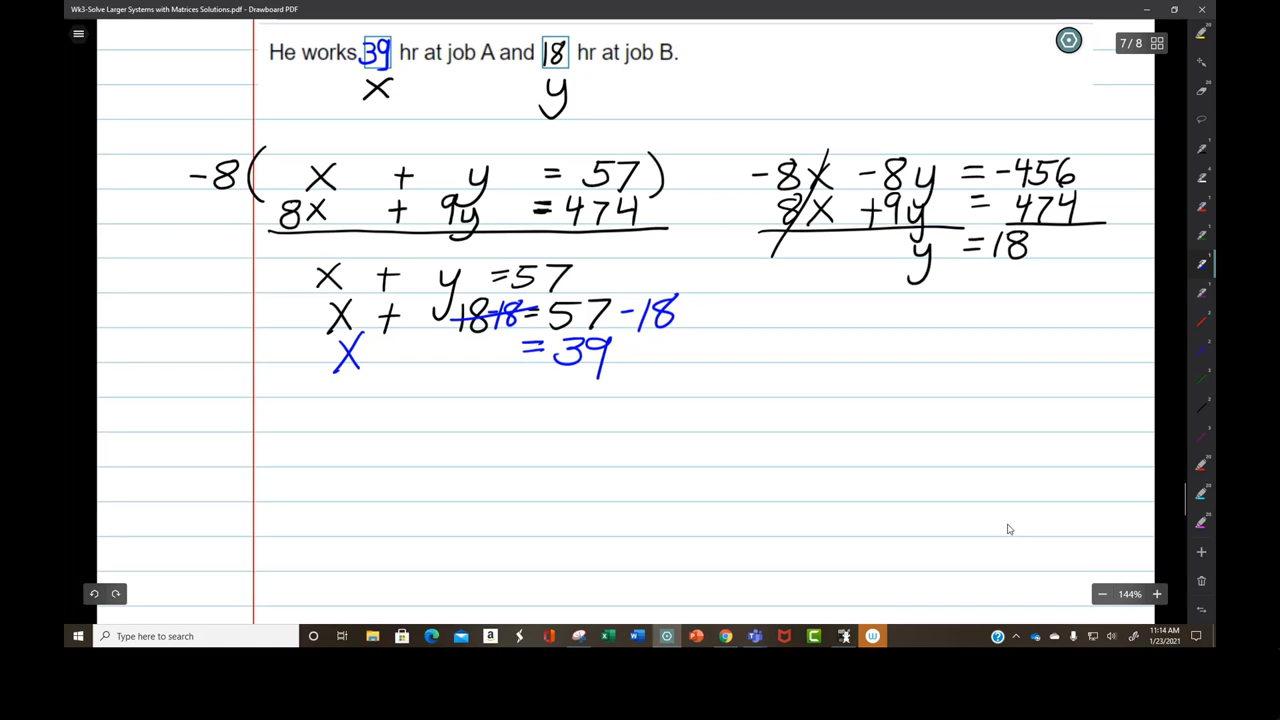 Wk3-Solve Larger Systems with Matrices Solutions.pdf - Drawboard PDF
7 / 8
He works 39 hr at job A and 18 hr at job B.
x y
-8( x + y = 57) -8x -8y = -456
8x + 9y = 474 8x +9y = 474
y = 18
x + y = 57
x + 18 -18 = 57 -18
x = 39
144%
Type here to search
11:14 AM
1/23/2021